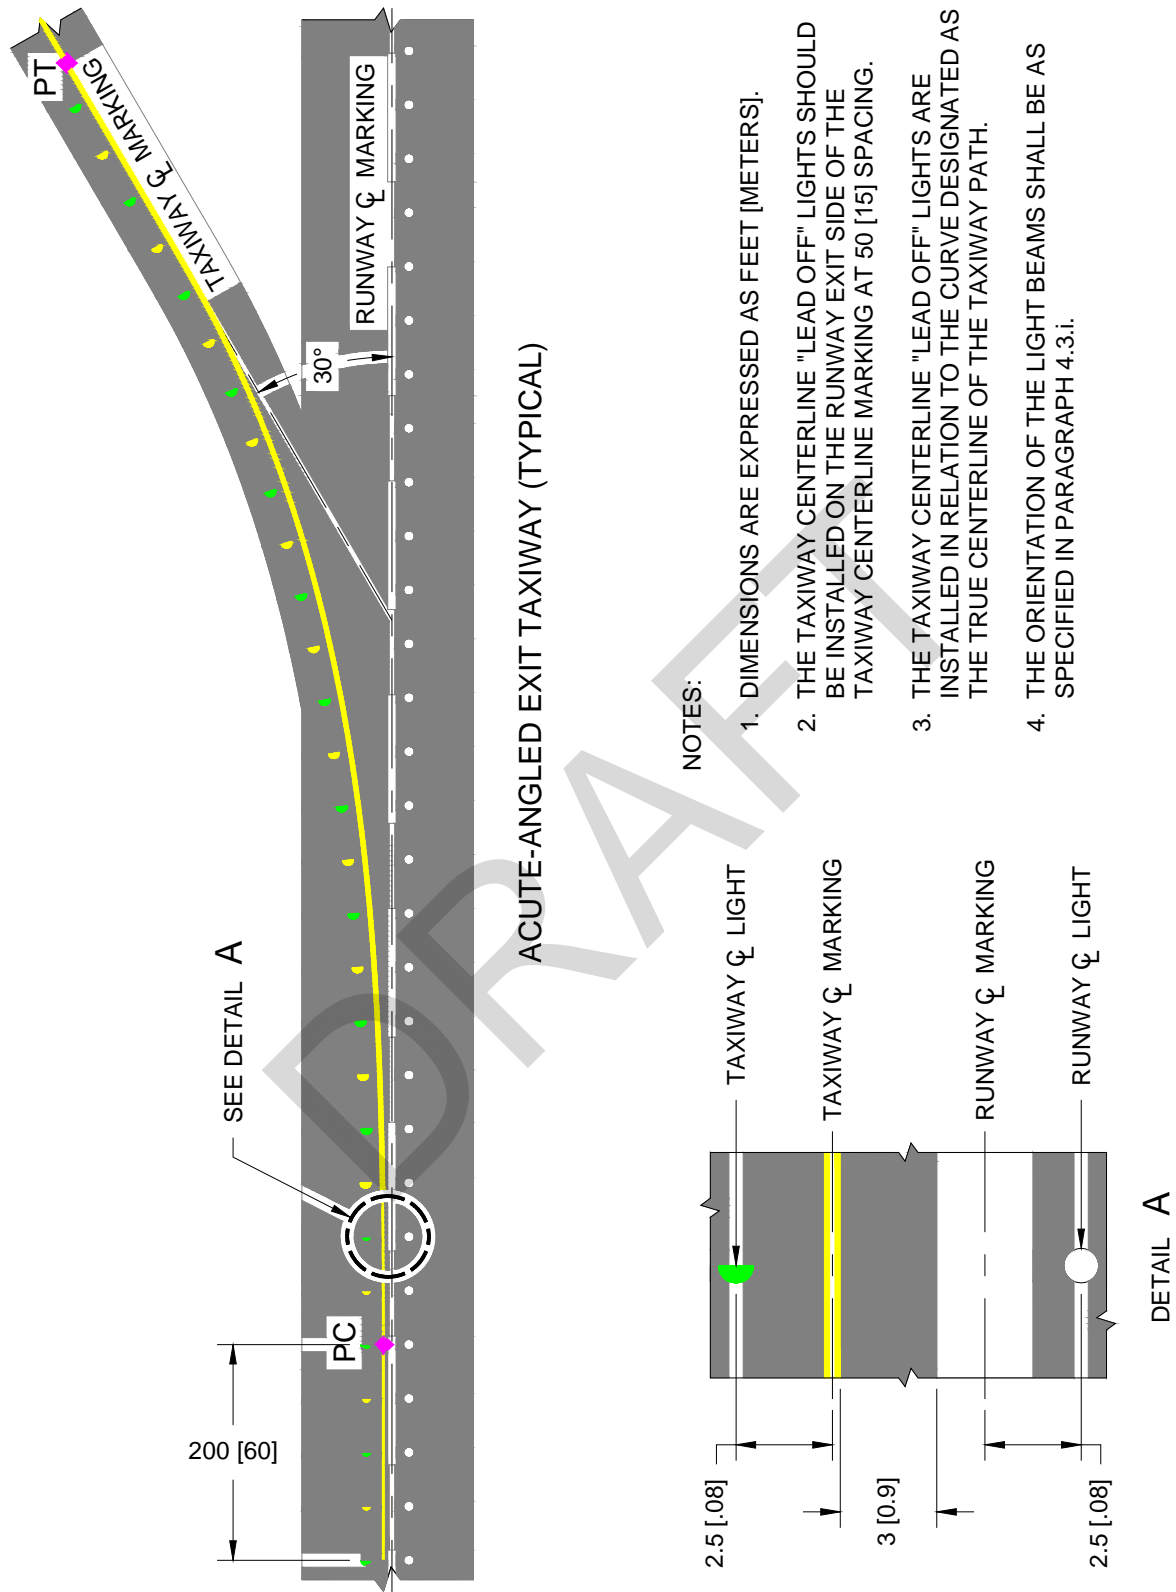 PT
TAXIWAY ℄ MARKING
RUNWAY ℄ MARKING
30°
SEE DETAIL A
PC
200 [60]
ACUTE-ANGLED EXIT TAXIWAY (TYPICAL)
NOTES:
1. DIMENSIONS ARE EXPRESSED AS FEET [METERS].
2. THE TAXIWAY CENTERLINE "LEAD OFF" LIGHTS SHOULD
BE INSTALLED ON THE RUNWAY EXIT SIDE OF THE
TAXIWAY CENTERLINE MARKING AT 50 [15] SPACING.
3. THE TAXIWAY CENTERLINE "LEAD OFF" LIGHTS ARE
INSTALLED IN RELATION TO THE CURVE DESIGNATED AS
THE TRUE CENTERLINE OF THE TAXIWAY PATH.
4. THE ORIENTATION OF THE LIGHT BEAMS SHALL BE AS
SPECIFIED IN PARAGRAPH 4.3.i.
TAXIWAY ℄ LIGHT
TAXIWAY ℄ MARKING
RUNWAY ℄ MARKING
RUNWAY ℄ LIGHT
2.5 [.08]
3 [0.9]
2.5 [.08]
DETAIL A
DRAFT